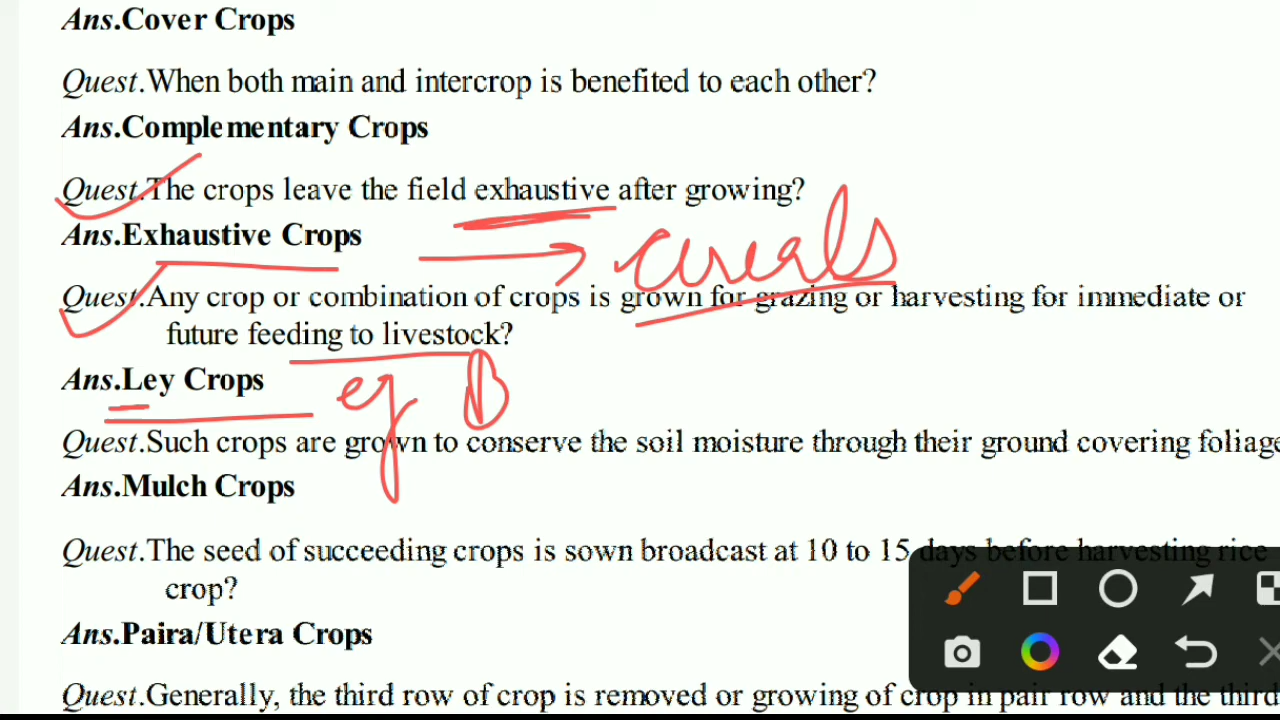 Ans.Cover Crops
Quest.When both main and intercrop is benefited to each other?
Ans.Complementary Crops
Quest.The crops leave the field exhaustive after growing?
Ans.Exhaustive Crops
cereals
Quest.Any crop or combination of crops is grown for grazing or harvesting for immediate or
future feeding to livestock?
Ans.Ley Crops
eg
Quest.Such crops are grown to conserve the soil moisture through their ground covering foliage
Ans.Mulch Crops
Quest.The seed of succeeding crops is sown broadcast at 10 to 15 days before harvesting rice
crop?
Ans.Paira/Utera Crops
Quest.Generally, the third row of crop is removed or growing of crop in pair row and the third